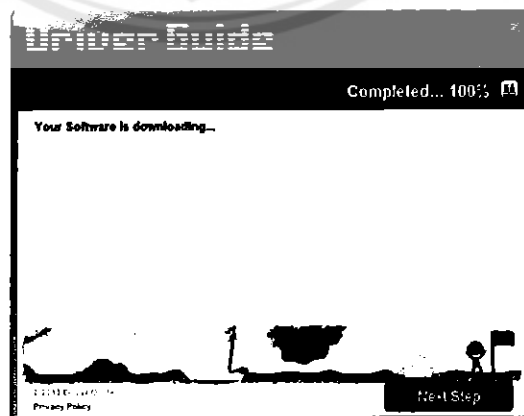 Driver Guide
Completed... 100%
Your Software is downloading...
Next Step
Privacy Policy